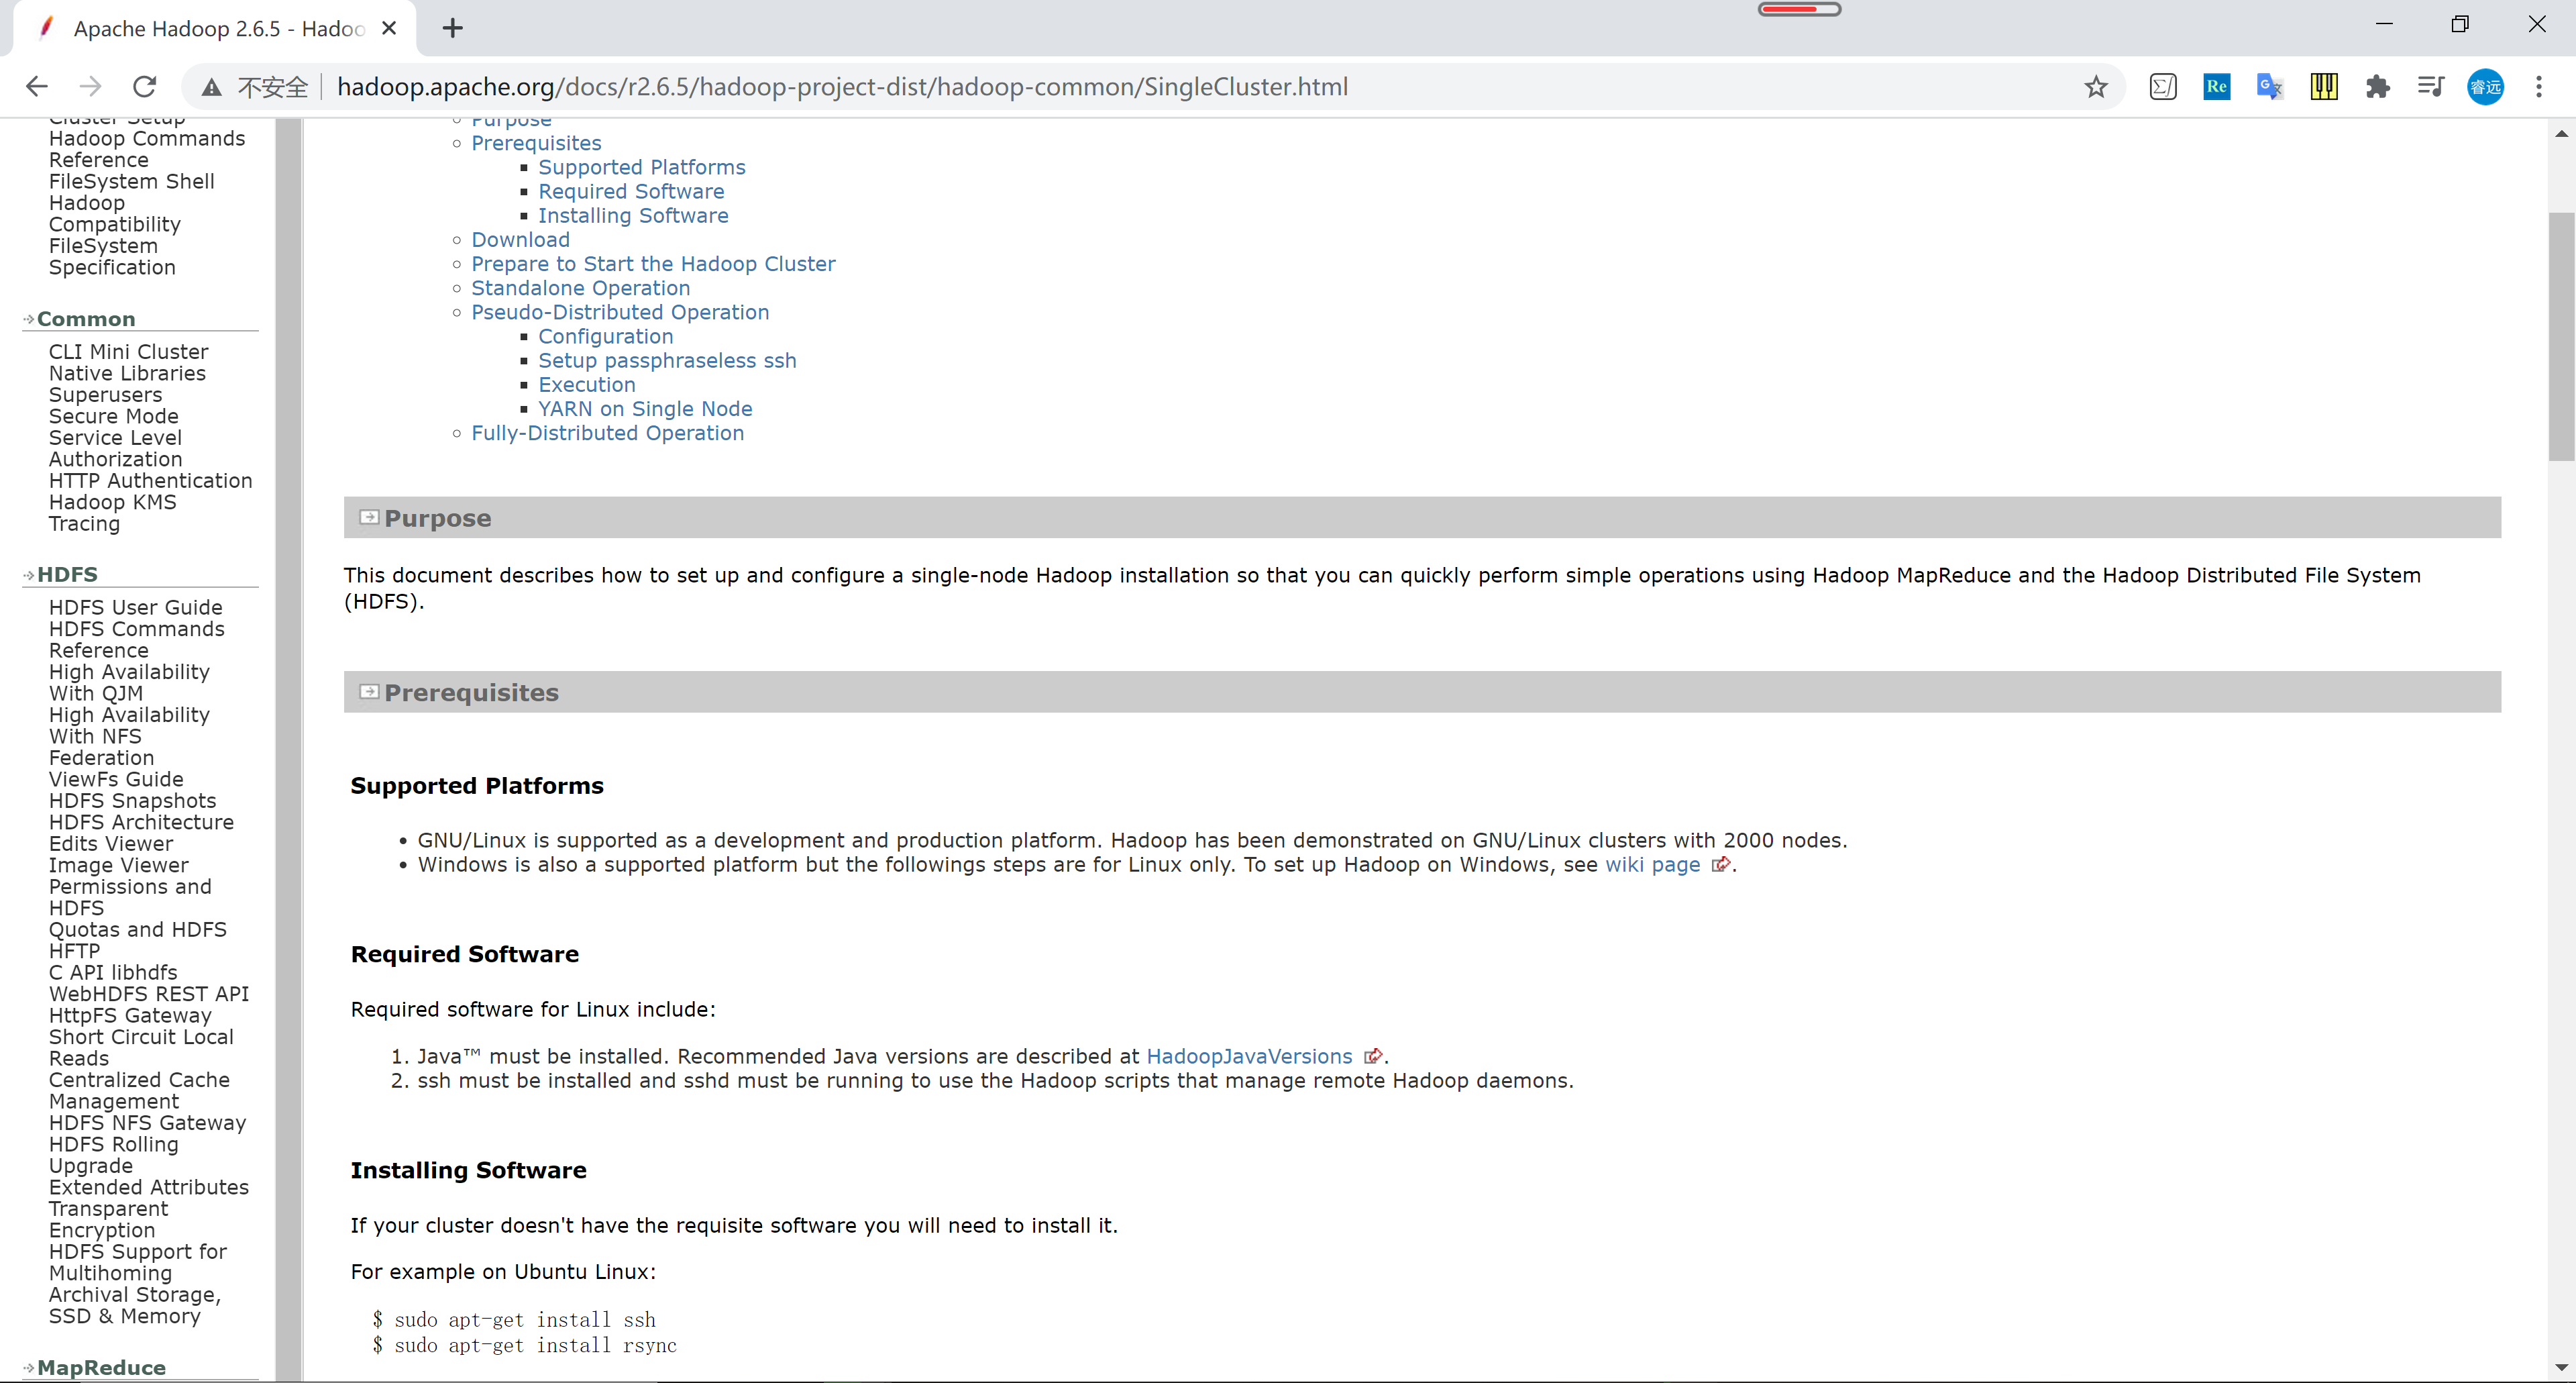 Apache Hadoop 2.6.5 - Hadoo
不安全 hadoop.apache.org/docs/r2.6.5/hadoop-project-dist/hadoop-common/SingleCluster.html
Re
睿远
Cluster Setup
Hadoop Commands
Reference
FileSystem Shell
Hadoop
Compatibility
FileSystem
Specification
Common
CLI Mini Cluster
Native Libraries
Superusers
Secure Mode
Service Level
Authorization
HTTP Authentication
Hadoop KMS
Tracing
HDFS
HDFS User Guide
HDFS Commands
Reference
High Availability
With QJM
High Availability
With NFS
Federation
ViewFs Guide
HDFS Snapshots
HDFS Architecture
Edits Viewer
Image Viewer
Permissions and
HDFS
Quotas and HDFS
HFTP
C API libhdfs
WebHDFS REST API
HttpFS Gateway
Short Circuit Local
Reads
Centralized Cache
Management
HDFS NFS Gateway
HDFS Rolling
Upgrade
Extended Attributes
Transparent
Encryption
HDFS Support for
Multihoming
Archival Storage,
SSD & Memory
MapReduce
Purpose
Prerequisites
Supported Platforms
Required Software
Installing Software
Download
Prepare to Start the Hadoop Cluster
Standalone Operation
Pseudo-Distributed Operation
Configuration
Setup passphraseless ssh
Execution
YARN on Single Node
Fully-Distributed Operation
Purpose
This document describes how to set up and configure a single-node Hadoop installation so that you can quickly perform simple operations using Hadoop MapReduce and the Hadoop Distributed File System
(HDFS).
Prerequisites
Supported Platforms
• GNU/Linux is supported as a development and production platform. Hadoop has been demonstrated on GNU/Linux clusters with 2000 nodes.
• Windows is also a supported platform but the followings steps are for Linux only. To set up Hadoop on Windows, see wiki page .
Required Software
Required software for Linux include:
1. Java™ must be installed. Recommended Java versions are described at HadoopJavaVersions .
2. ssh must be installed and sshd must be running to use the Hadoop scripts that manage remote Hadoop daemons.
Installing Software
If your cluster doesn't have the requisite software you will need to install it.
For example on Ubuntu Linux:
$ sudo apt-get install ssh
$ sudo apt-get install rsync